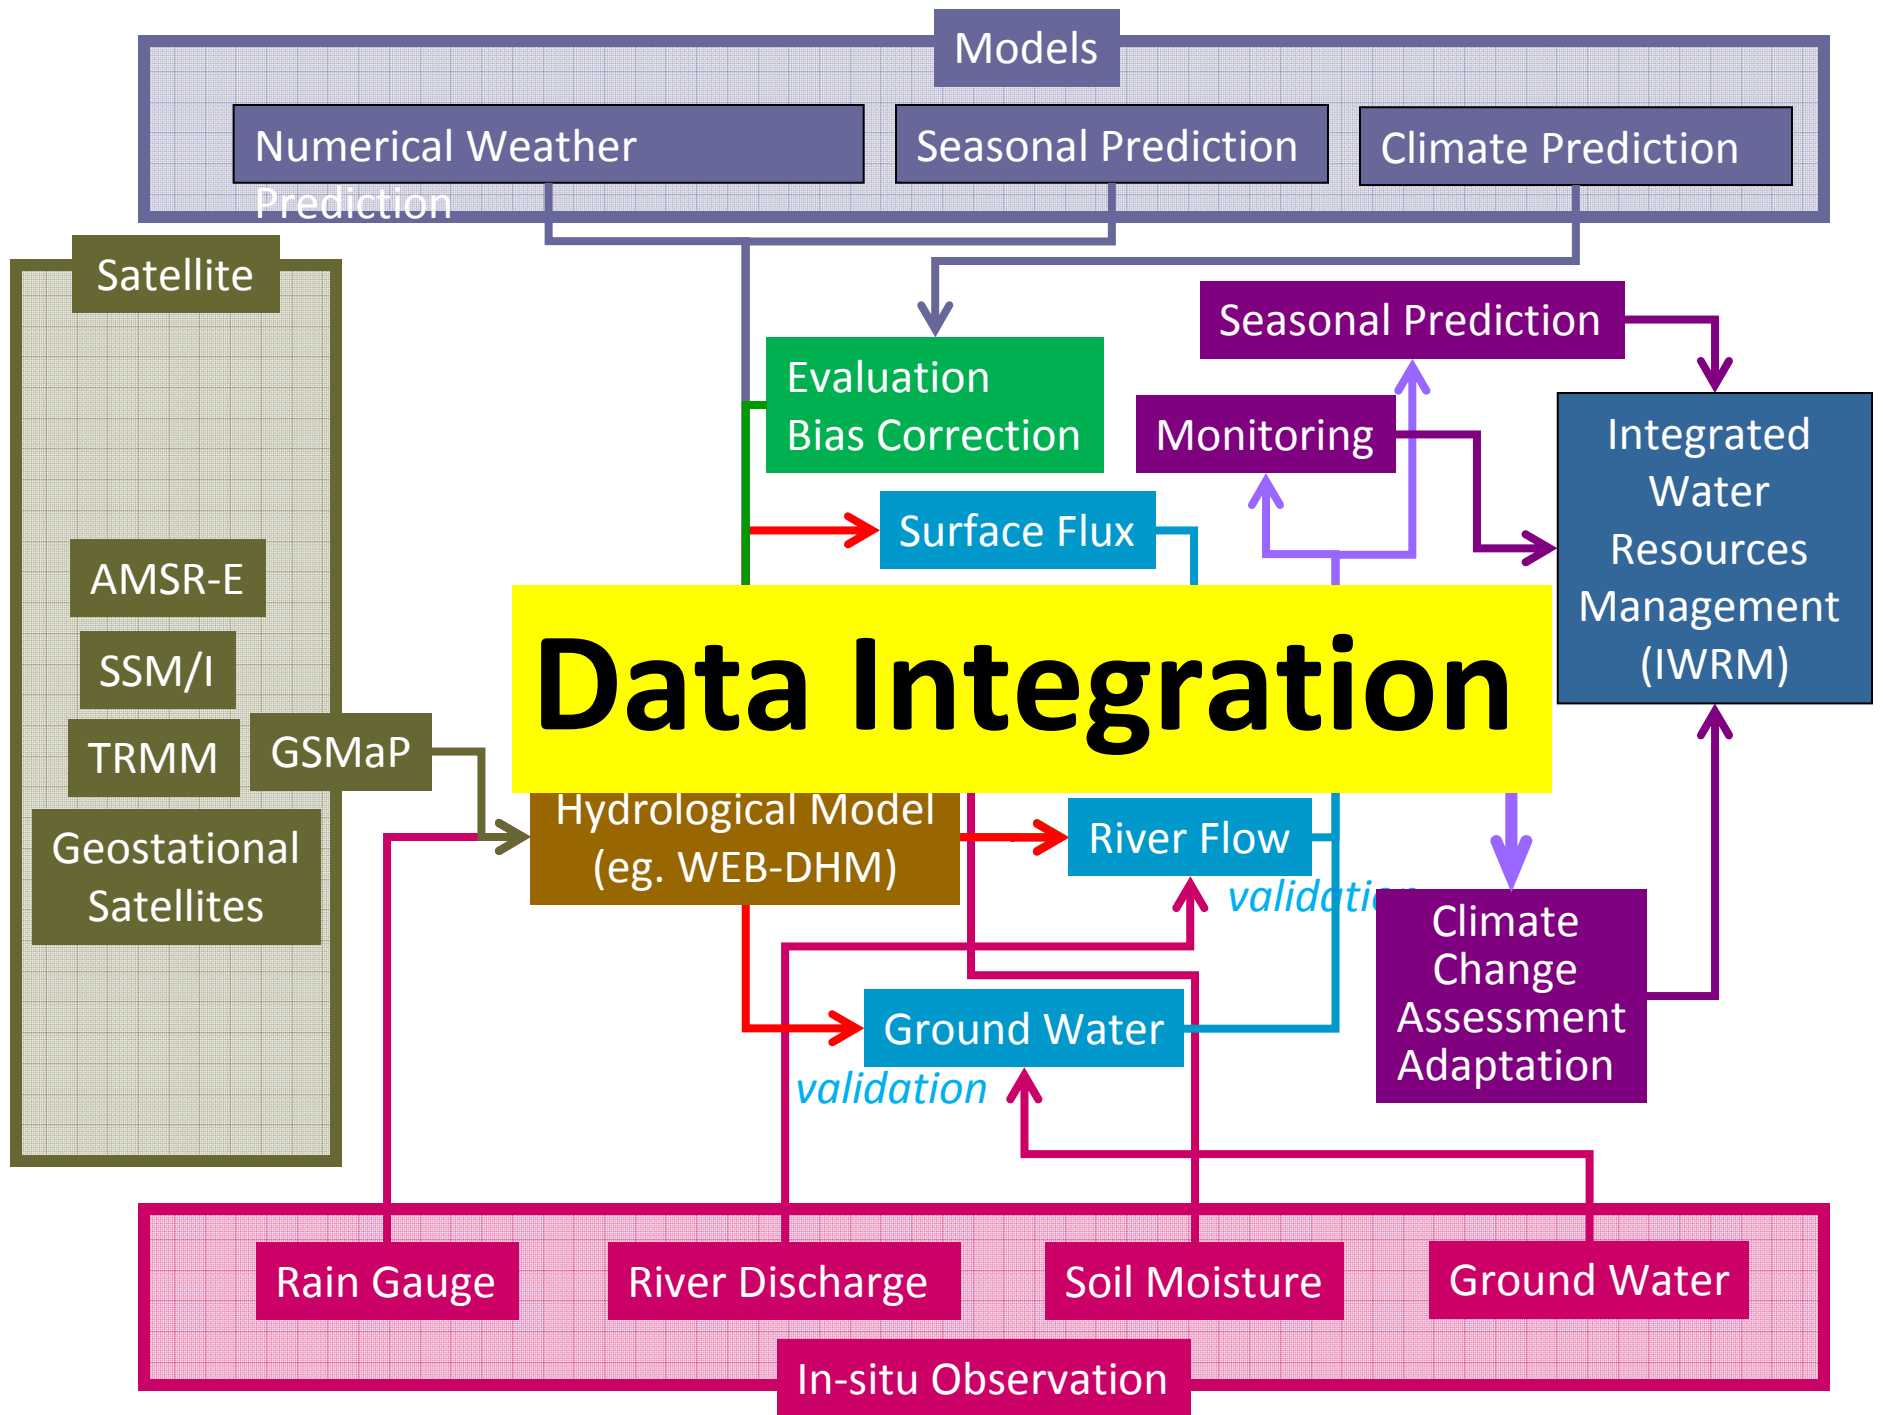 Models
Numerical Weather
Prediction
Seasonal Prediction
Climate Prediction
Satellite
AMSR-E
SSM/I
TRMM
GSMaP
Geostational
Satellites
Evaluation
Bias Correction
Surface Flux
Seasonal Prediction
Monitoring
Integrated
Water
Resources
Management
(IWRM)
Data Integration
Hydrological Model
(eg. WEB-DHM)
River Flow
validation
Ground Water
validation
Climate
Change
Assessment
Adaptation
Rain Gauge
River Discharge
Soil Moisture
Ground Water
In-situ Observation